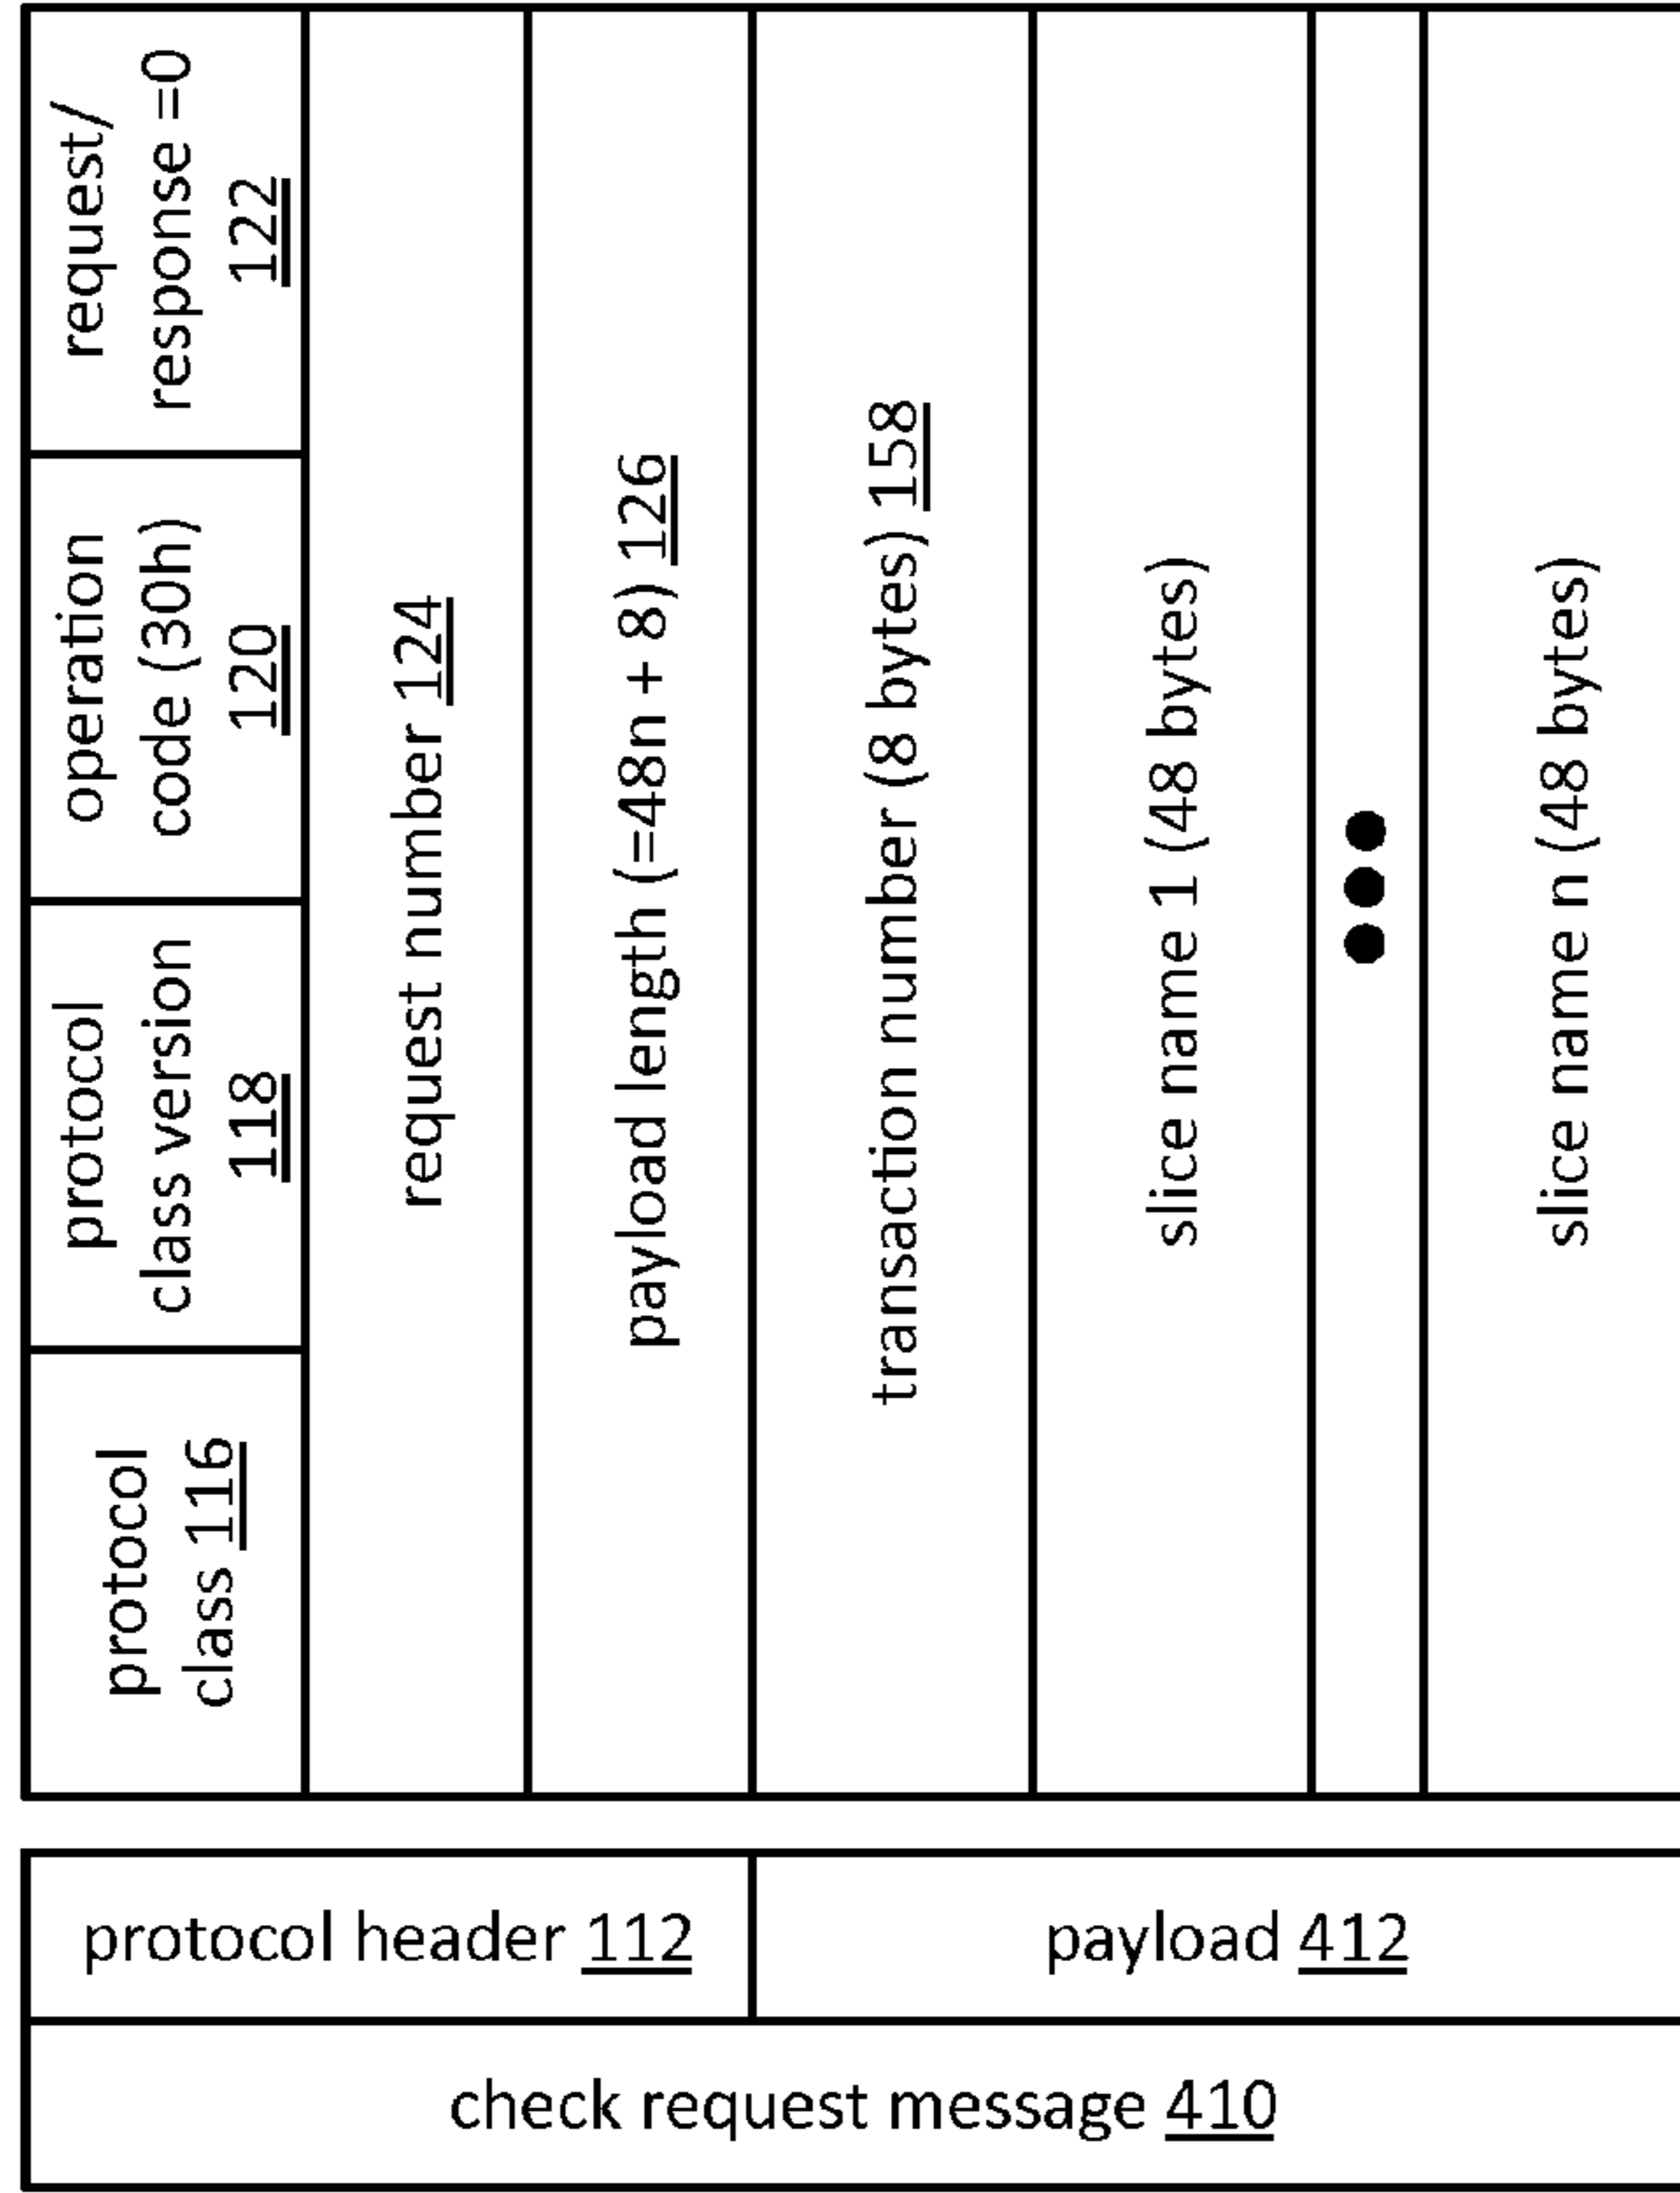 check request message 410
protocol header 112
payload 412
protocol
class 116
protocol
class version
118
operation
code (30h)
120
request/
response =0
122
request number 124
payload length (=48n + 8) 126
transaction number (8 bytes) 158
slice name 1 (48 bytes)
slice name n (48 bytes)